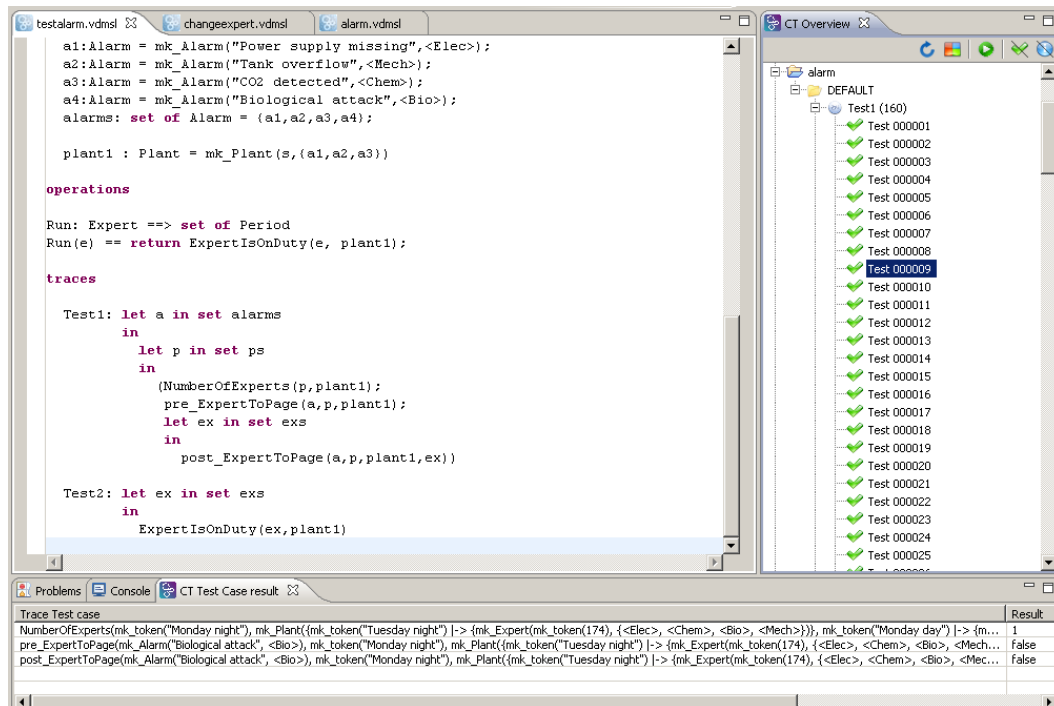 testalarm.vdmsl
changeexpert.vdmsl
alarm.vdmsl
a1:Alarm = mk_Alarm("Power supply missing",<Elec>);
a2:Alarm = mk_Alarm("Tank overflow",<Mech>);
a3:Alarm = mk_Alarm("CO2 detected",<Chem>);
a4:Alarm = mk_Alarm("Biological attack",<Bio>);
alarms: set of Alarm = {a1,a2,a3,a4};
plant1 : Plant = mk_Plant(s,{a1,a2,a3})
operations
Run: Expert ==> set of Period
Run(e) == return ExpertIsOnDuty(e, plant1);
traces
Test1: let a in set alarms
in
let p in set ps
in
(NumberOfExperts(p,plant1);
pre_ExpertToPage(a,p,plant1);
let ex in set exs
in
post_ExpertToPage(a,p,plant1,ex))
Test2: let ex in set exs
in
ExpertIsOnDuty(ex,plant1)
CT Overview
alarm
DEFAULT
Test1 (160)
Test 000001
Test 000002
Test 000003
Test 000004
Test 000005
Test 000006
Test 000007
Test 000008
Test 000009
Test 000010
Test 000011
Test 000012
Test 000013
Test 000014
Test 000015
Test 000016
Test 000017
Test 000018
Test 000019
Test 000020
Test 000021
Test 000022
Test 000023
Test 000024
Test 000025
Problems Console CT Test Case result
Trace Test case Result
NumberOfExperts(mk_token("Monday night"), mk_Plant({mk_token("Tuesday night") |-> {mk_Expert(mk_token(174), {<Elec>, <Chem>, <Bio>, <Mech>})}, mk_token("Monday day") |-> {m... 1
pre_ExpertToPage(mk_Alarm("Biological attack", <Bio>), mk_token("Monday night"), mk_Plant({mk_token("Tuesday night") |-> {mk_Expert(mk_token(174), {<Elec>, <Chem>, <Bio>, <Mech... false
post_ExpertToPage(mk_Alarm("Biological attack", <Bio>), mk_token("Monday night"), mk_Plant({mk_token("Tuesday night") |-> {mk_Expert(mk_token(174), {<Elec>, <Chem>, <Bio>, <Mec... false